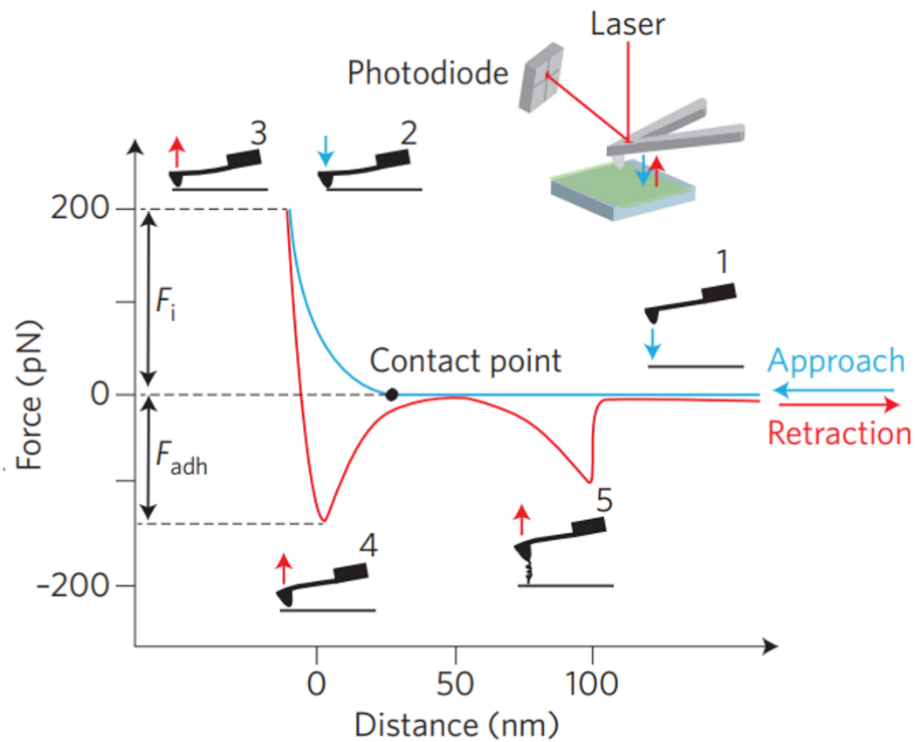 Laser
Photodiode
3
2
200
1
Fi
Contact point
Approach
0
Retraction
Fadh
5
4
-200
0 50 100
Distance (nm)
Force (pN)